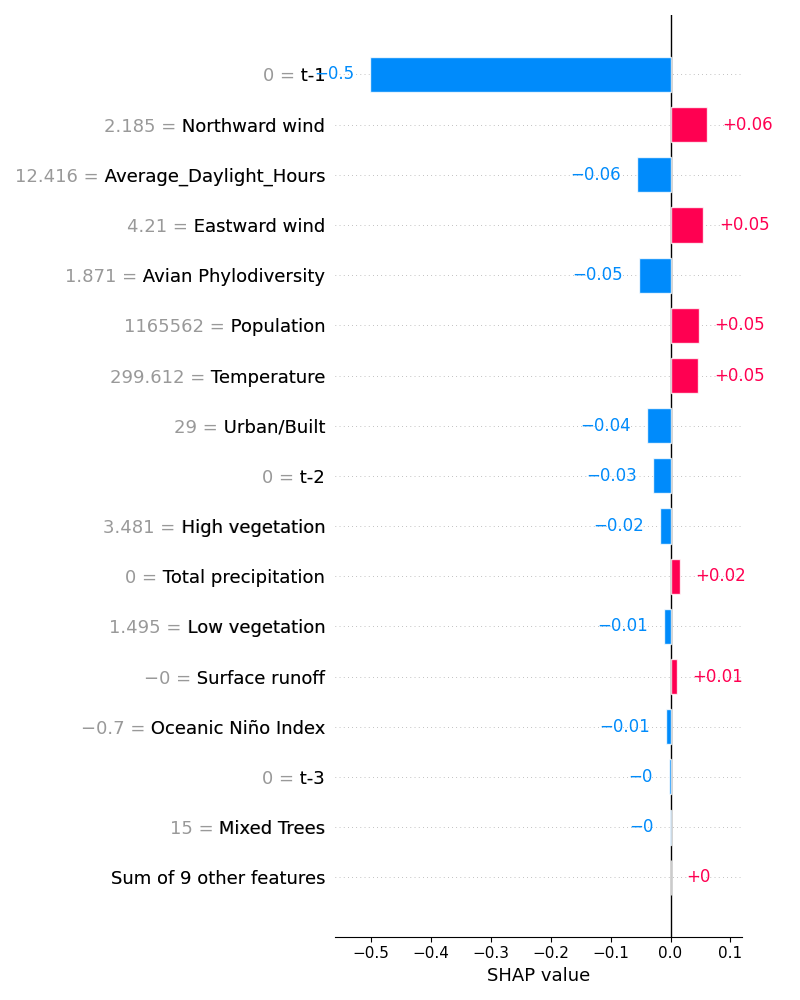 0 = t-1 −0.5
2.185 = Northward wind +0.06
12.416 = Average_Daylight_Hours −0.06
4.21 = Eastward wind +0.05
1.871 = Avian Phylodiversity −0.05
1165562 = Population +0.05
299.612 = Temperature +0.05
29 = Urban/Built −0.04
0 = t-2 −0.03
3.481 = High vegetation −0.02
0 = Total precipitation +0.02
1.495 = Low vegetation −0.01
−0 = Surface runoff +0.01
−0.7 = Oceanic Niño Index −0.01
0 = t-3 −0
15 = Mixed Trees −0
Sum of 9 other features +0
−0.5 −0.4 −0.3 −0.2 −0.1 0.0 0.1
SHAP value